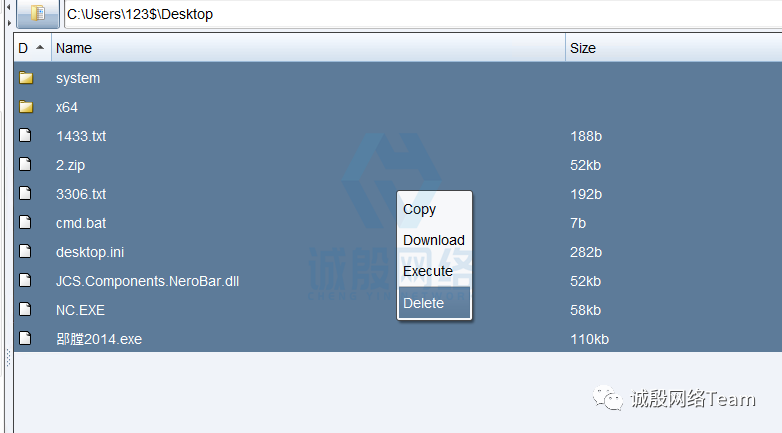 C:\Users\123$\Desktop
D Name Size
system
x64
1433.txt 188b
2.zip 52kb
3306.txt 192b
cmd.bat 7b
desktop.ini 282b
JCS.Components.NeroBar.dll 52kb
NC.EXE 58kb
郘膛2014.exe 110kb
Copy
Download
Execute
Delete
诚殷网络
诚殷网络Team